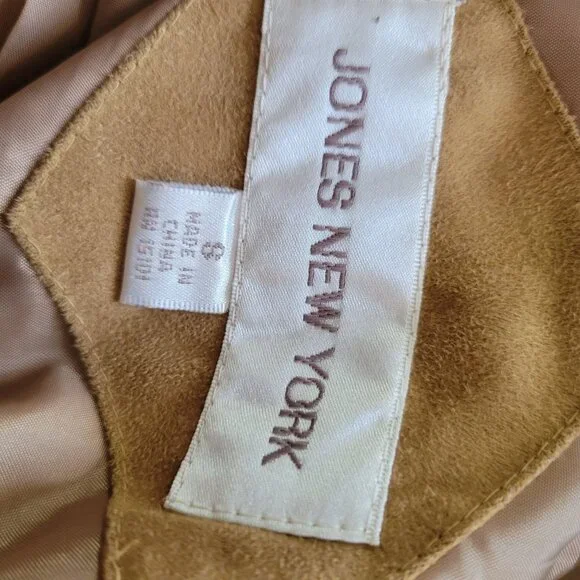 JONES NEW YORK
8
MADE IN
CHINA
RN 15101